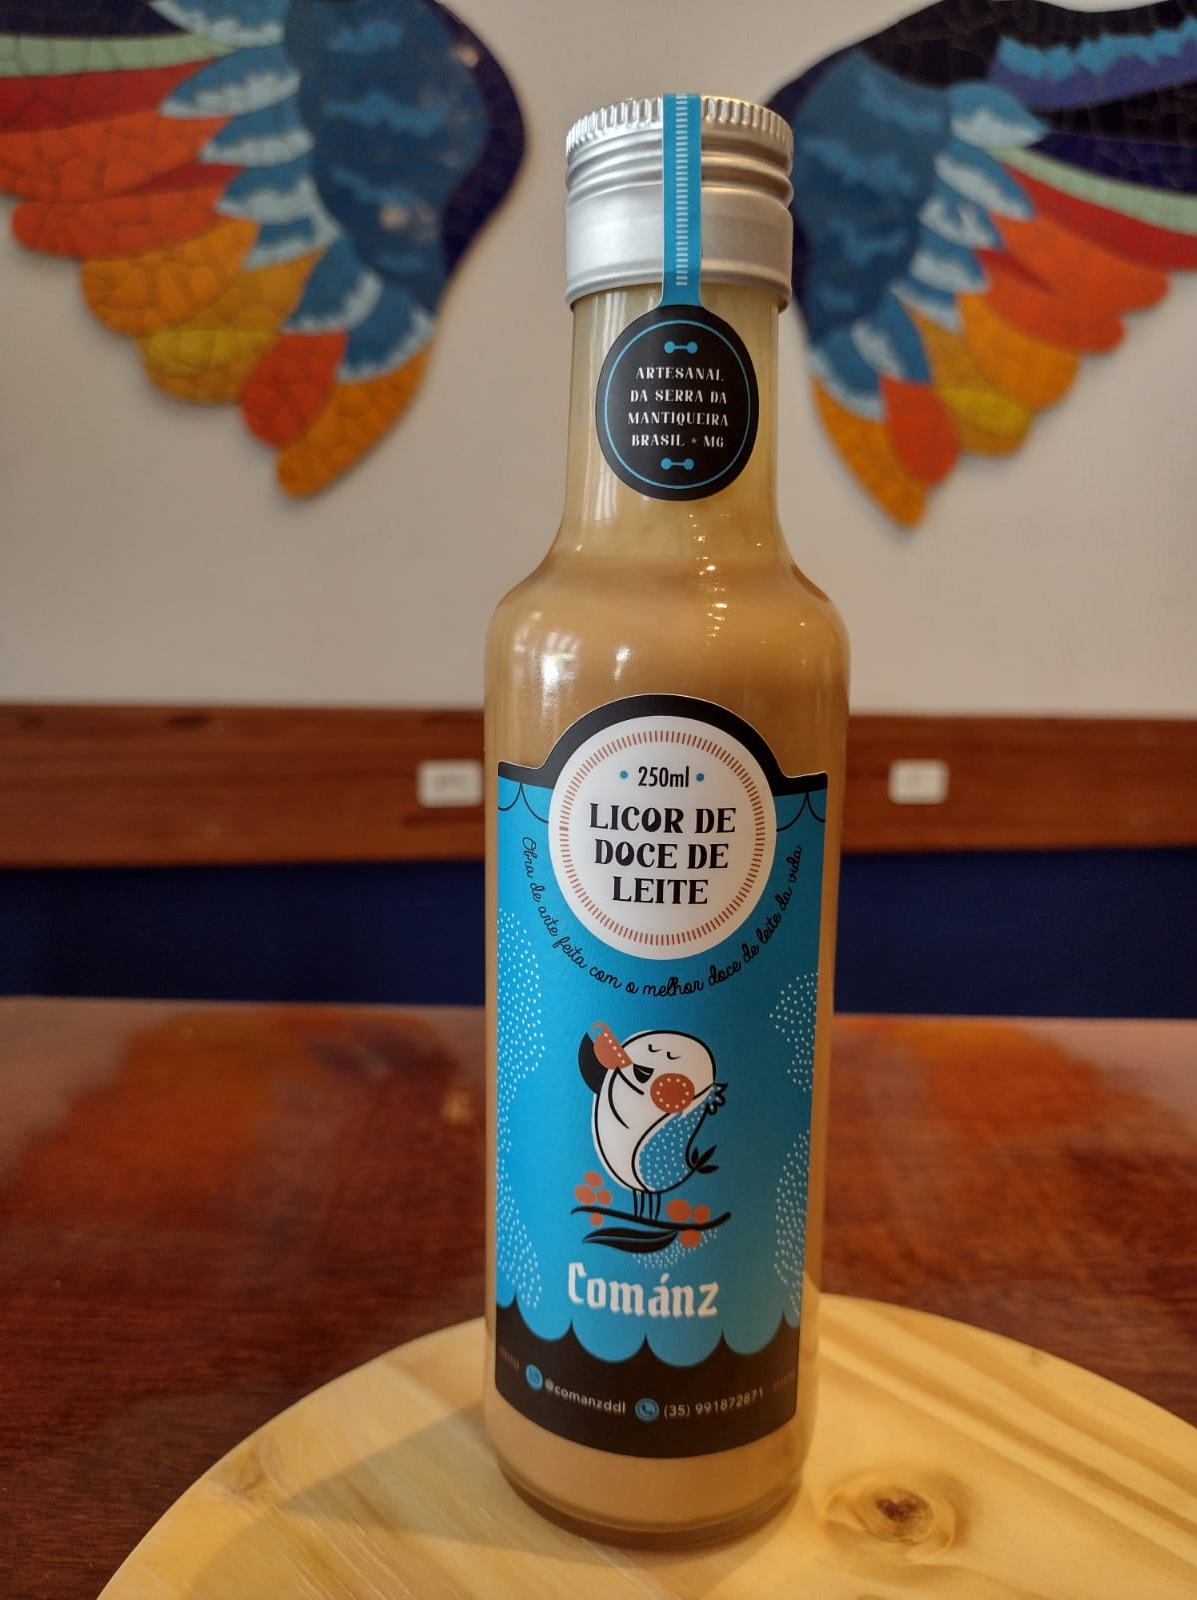 ARTESANAL
DA SERRA DA
MANTIQUEIRA
BRASIL * MG
• 250ml •
LICOR DE
DOCE DE
LEITE
Obra de arte feita com o melhor doce de leite da vida
Cománz
@comanzddl (35) 991872871